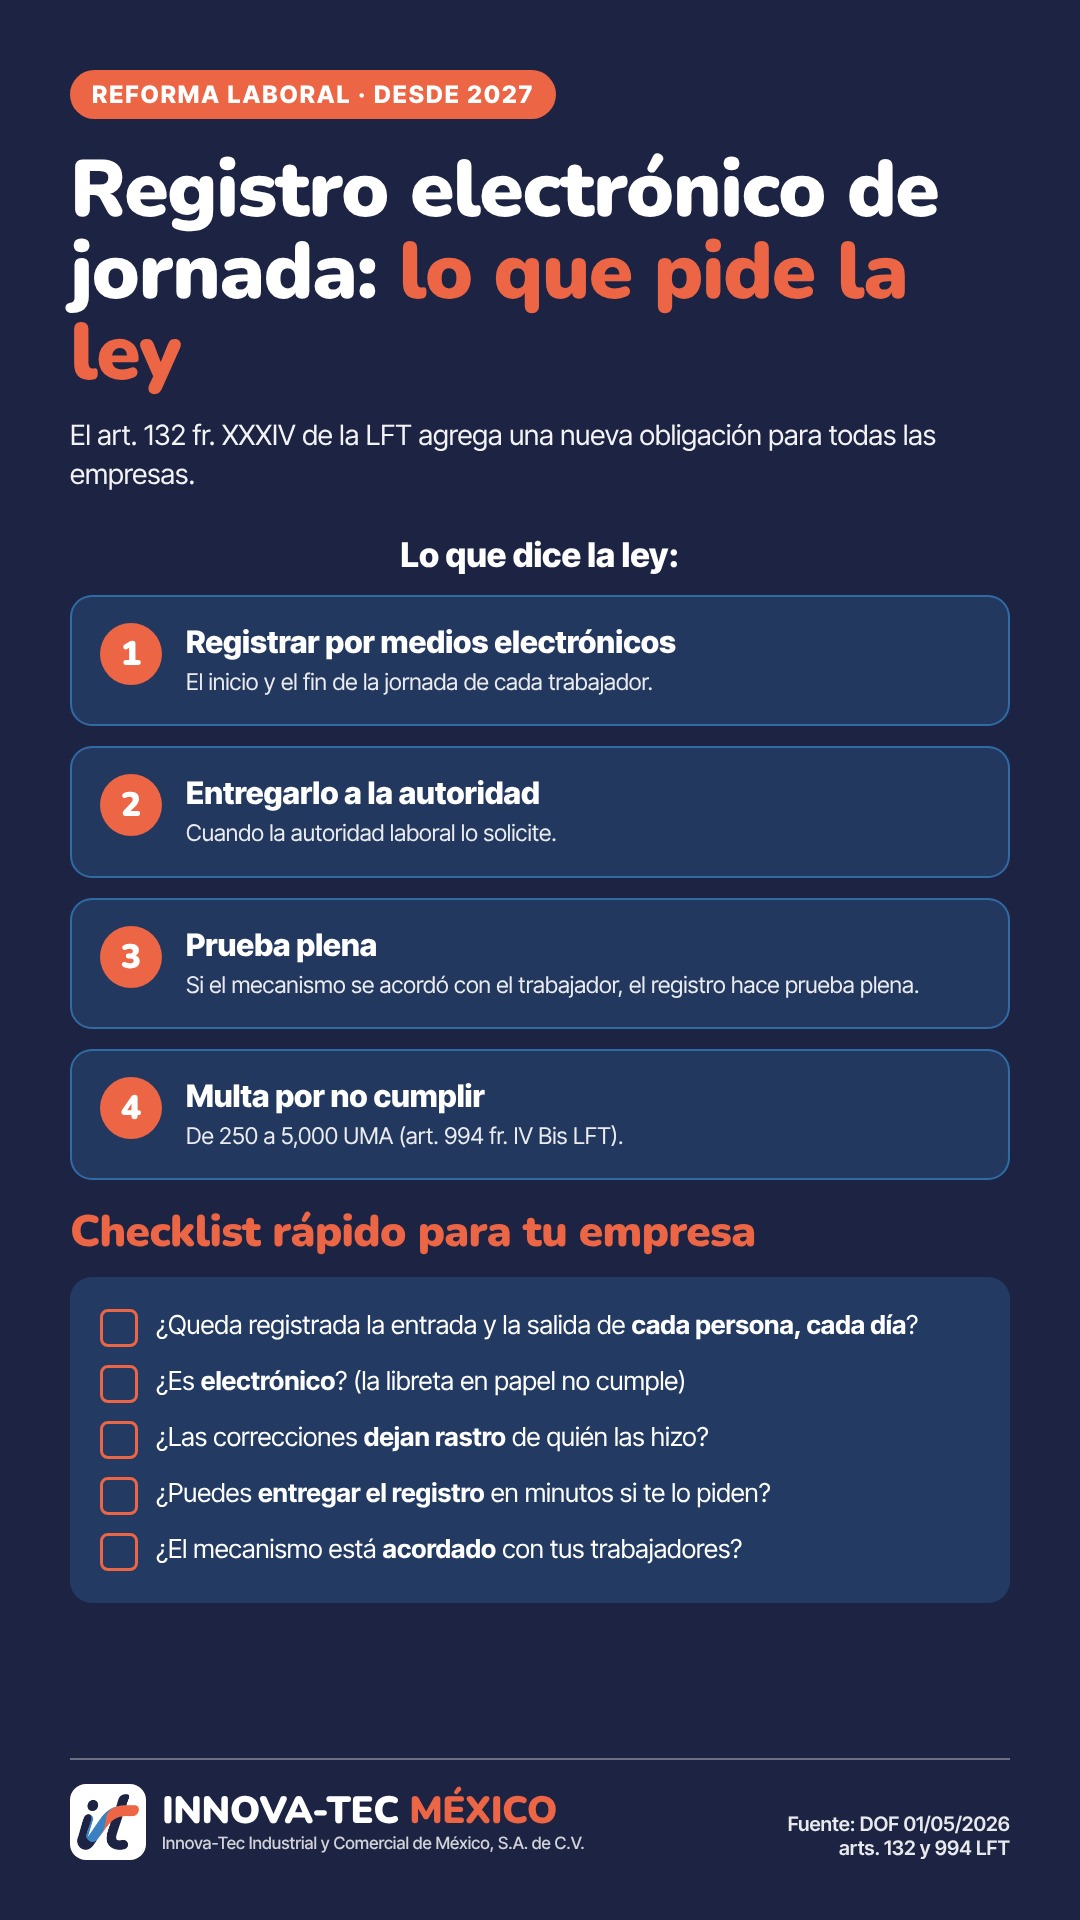 REFORMA LABORAL · DESDE 2027
Registro electrónico de
jornada: lo que pide la
ley
El art. 132 fr. XXXIV de la LFT agrega una nueva obligación para todas las
empresas.
Lo que dice la ley:
1
Registrar por medios electrónicos
El inicio y el fin de la jornada de cada trabajador.
2
Entregarlo a la autoridad
Cuando la autoridad laboral lo solicite.
3
Prueba plena
Si el mecanismo se acordó con el trabajador, el registro hace prueba plena.
4
Multa por no cumplir
De 250 a 5,000 UMA (art. 994 fr. IV Bis LFT).
Checklist rápido para tu empresa
¿Queda registrada la entrada y la salida de cada persona, cada día?
¿Es electrónico? (la libreta en papel no cumple)
¿Las correcciones dejan rastro de quién las hizo?
¿Puedes entregar el registro en minutos si te lo piden?
¿El mecanismo está acordado con tus trabajadores?
it
INNOVA-TEC MÉXICO
Innova-Tec Industrial y Comercial de México, S.A. de C.V.
Fuente: DOF 01/05/2026
arts. 132 y 994 LFT